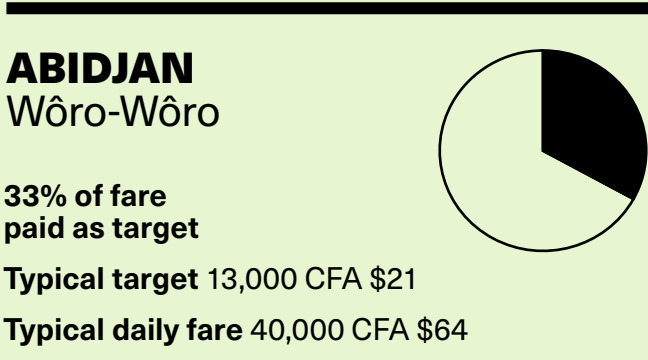 ABIDJAN
Wôro-Wôro
33% of fare
paid as target
Typical target 13,000 CFA $21
Typical daily fare 40,000 CFA $64